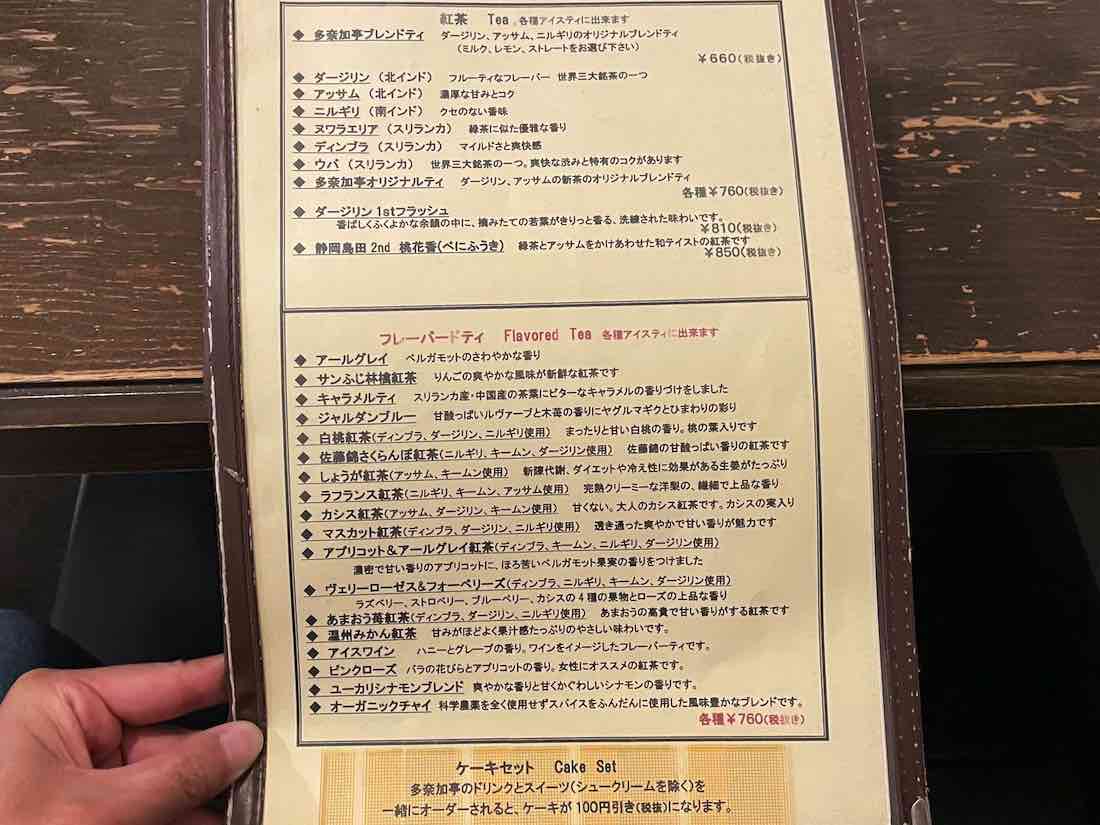 紅茶 Tea 各種アイスティに出来ます
◆ 多奈加亭ブレンドティ ダージリン、アッサム、ニルギリのオリジナルブレンドティ
（ミルク、レモン、ストレートをお選び下さい）
￥660(税抜き)
◆ ダージリン（北インド） フルーティなフレーバー 世界三大銘茶の一つ
◆ アッサム（北インド） 濃厚な甘みとコク
◆ ニルギリ（南インド） クセのない香味
◆ ヌワラエリア（スリランカ） 緑茶に似た優雅な香り
◆ ディンブラ（スリランカ） マイルドさと爽快感
◆ ウバ（スリランカ） 世界三大銘茶の一つ。爽快な渋みと特有のコクがあります
◆ 多奈加亭オリジナルティ ダージリン、アッサムの新茶のオリジナルブレンドティ
各種￥760(税抜き)
◆ ダージリン 1stフラッシュ
香ばしくふくよかな余韻の中に、摘みたての若葉がきりっと香る、洗練された味わいです。
￥810(税抜き)
◆ 静岡島田 2nd 桃花香(べにふうき) 緑茶とアッサムをかけあわせた和テイストの紅茶です
￥850(税抜き)
フレーバードティ Flavored Tea 各種アイスティに出来ます
◆ アールグレイ ベルガモットのさわやかな香り
◆ サンふじ林檎紅茶 りんごの爽やかな風味が新鮮な紅茶です
◆ キャラメルティ スリランカ産・中国産の茶葉にビターなキャラメルの香りづけをしました
◆ ジャルダンブルー 甘酸っぱいルヴァーブと木苺の香りにヤグルマギクとひまわりの彩り
◆ 白桃紅茶(ディンブラ、ダージリン、ニルギリ使用) まったりと甘い白桃の香り。桃の葉入りです
◆ 佐藤錦さくらんぼ紅茶(ニルギリ、キームン、ダージリン使用) 佐藤錦の甘酸っぱい香りの紅茶です
◆ しょうが紅茶(アッサム、キームン使用) 新陳代謝、ダイエットや冷え性に効果がある生姜がたっぷり
◆ ラフランス紅茶(ニルギリ、キームン、アッサム使用) 完熟クリーミーな洋梨の、繊細で上品な香り
◆ カシス紅茶(アッサム、ダージリン、キームン使用) 甘くない。大人のカシス紅茶です。カシスの実入り
◆ マスカット紅茶(ディンブラ、ダージリン、ニルギリ使用) 透き通った爽やかで甘い香りが魅力です
◆ アプリコット＆アールグレイ紅茶(ディンブラ、キームン、ニルギリ、ダージリン使用)
濃密で甘い香りのアプリコットに、ほろ苦いベルガモット果実の香りをつけました
◆ ヴェリーローゼス&フォーベリーズ(ディンブラ、ニルギリ、キームン、ダージリン使用)
ラズベリー、ストロベリー、ブルーベリー、カシスの４種の果物とローズの上品な香り
◆ あまおう苺紅茶(ディンブラ、ダージリン、ニルギリ使用) あまおうの高貴で甘い香りがする紅茶です
◆ 温州みかん紅茶 甘みがほどよく果汁感たっぷりのやさしい味わいです。
◆ アイスワイン ハニーとグレープの香り。ワインをイメージしたフレーバーティです。
◆ ピンクローズ バラの花びらとアプリコットの香り。女性にオススメの紅茶です。
◆ ユーカリシナモンブレンド 爽やかな香りと甘くかぐわしいシナモンの香りです。
◆ オーガニックチャイ 科学農薬を全く使用せずスパイスをふんだんに使用した風味豊かなブレンドです。
各種￥760(税抜き)
ケーキセット Cake Set
多奈加亭のドリンクとスイーツ(シュークリームを除く)を
一緒にオーダーされると、ケーキが100円引き(税抜)になります。